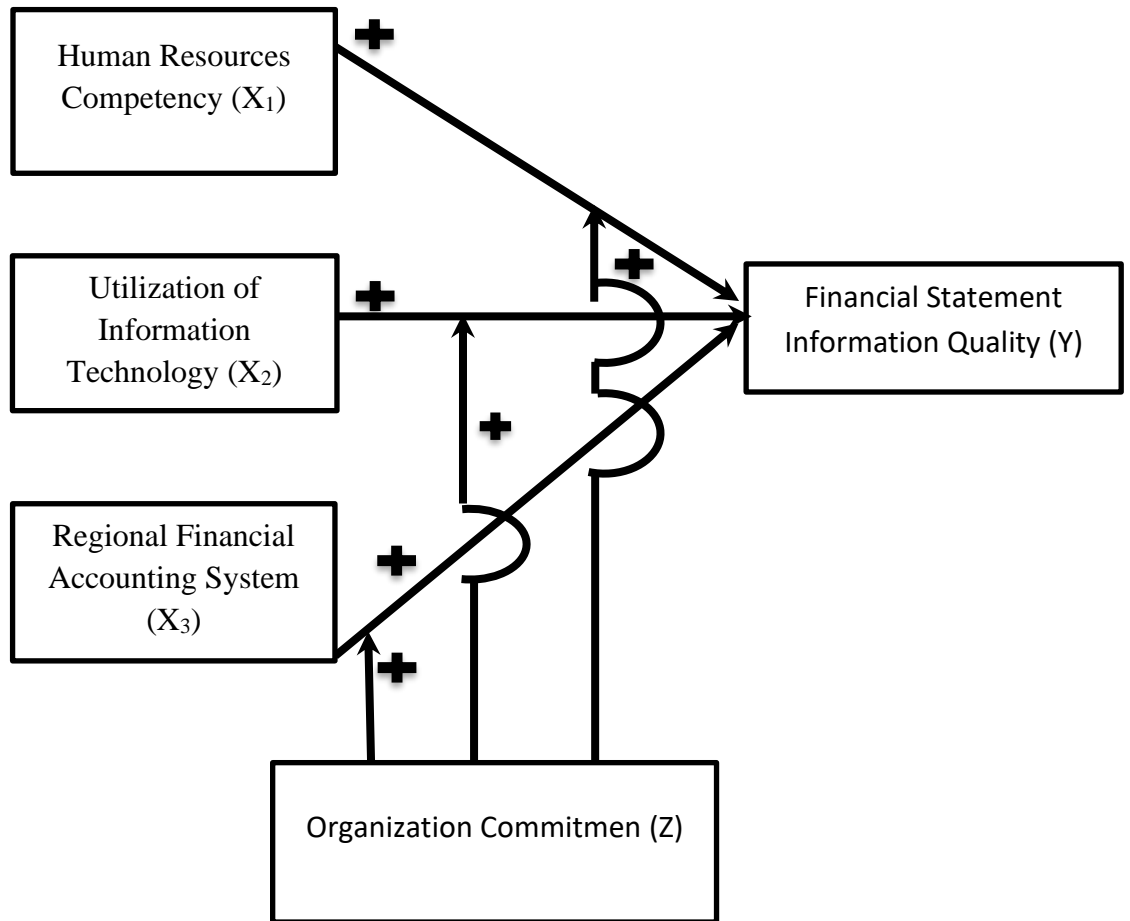 Human Resources
Competency (X₁)
Utilization of
Information
Technology (X₂)
Financial Statement
Information Quality (Y)
Regional Financial
Accounting System
(X₃)
Organization Commitmen (Z)